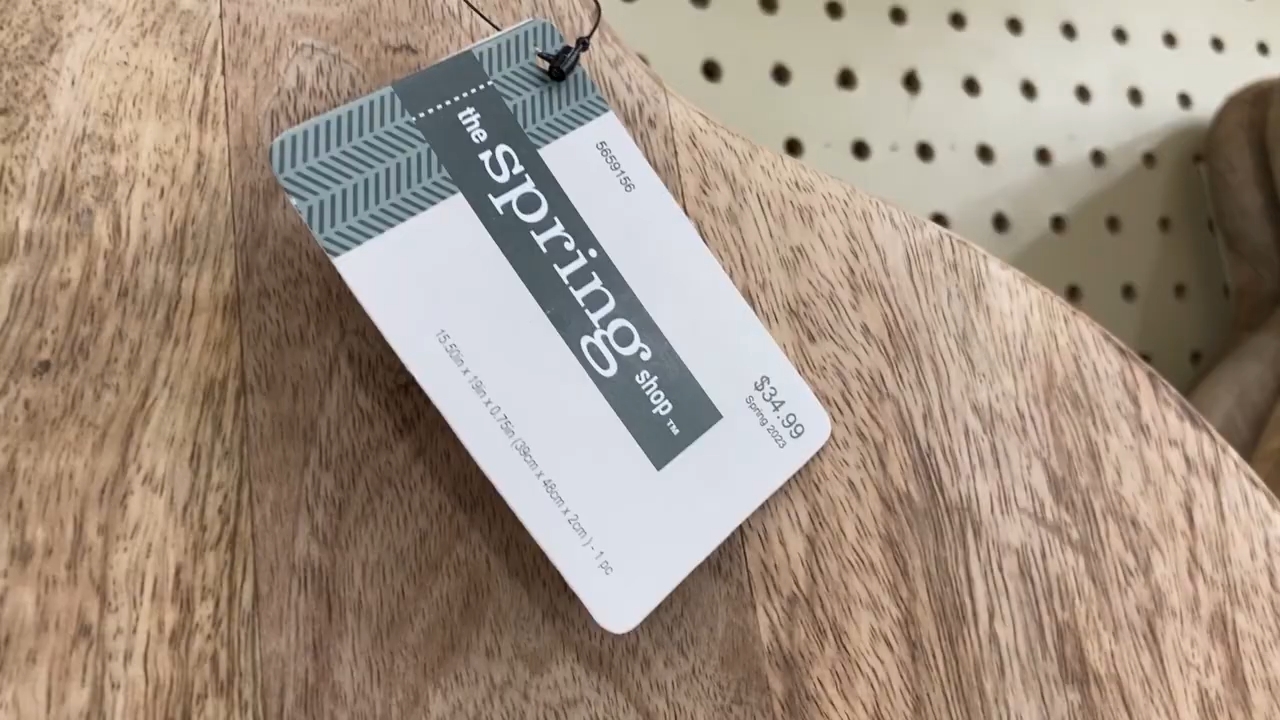 5659156
the spring shop™
$34.99
Spring 2023
15.50in x 19in x 0.75in (39cm x 48cm x 2cm ) - 1 pc